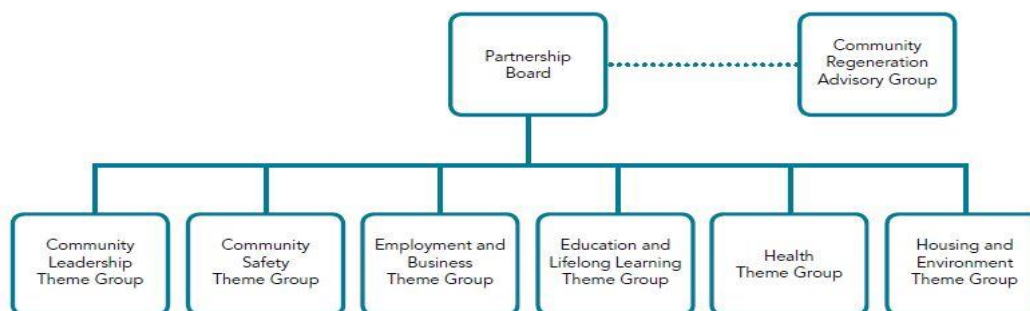 Partnership
Board
Community
Regeneration
Advisory Group
Community
Leadership
Theme Group
Community
Safety
Theme Group
Employment and
Business
Theme Group
Education and
Lifelong Learning
Theme Group
Health
Theme Group
Housing and
Environment
Theme Group